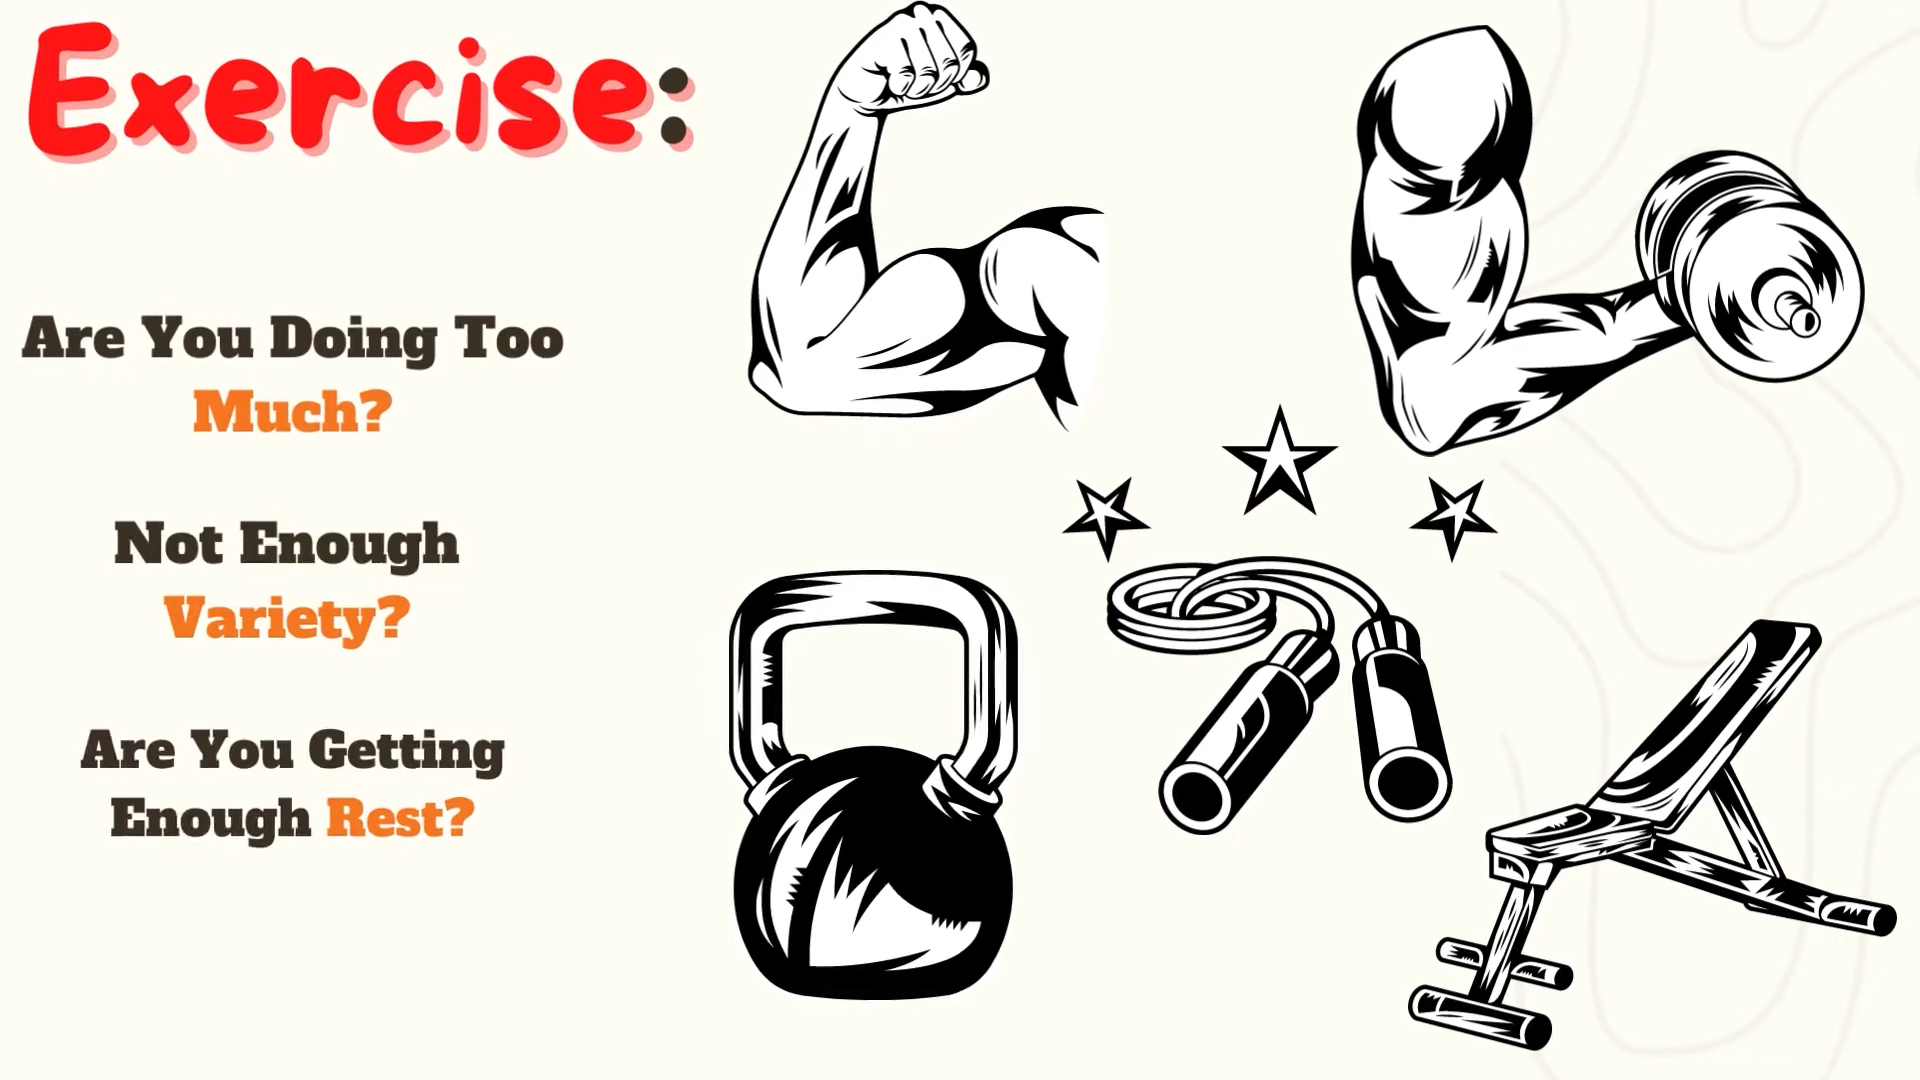 Exercise:
Are You Doing Too
Much?
Not Enough
Variety?
Are You Getting
Enough Rest?